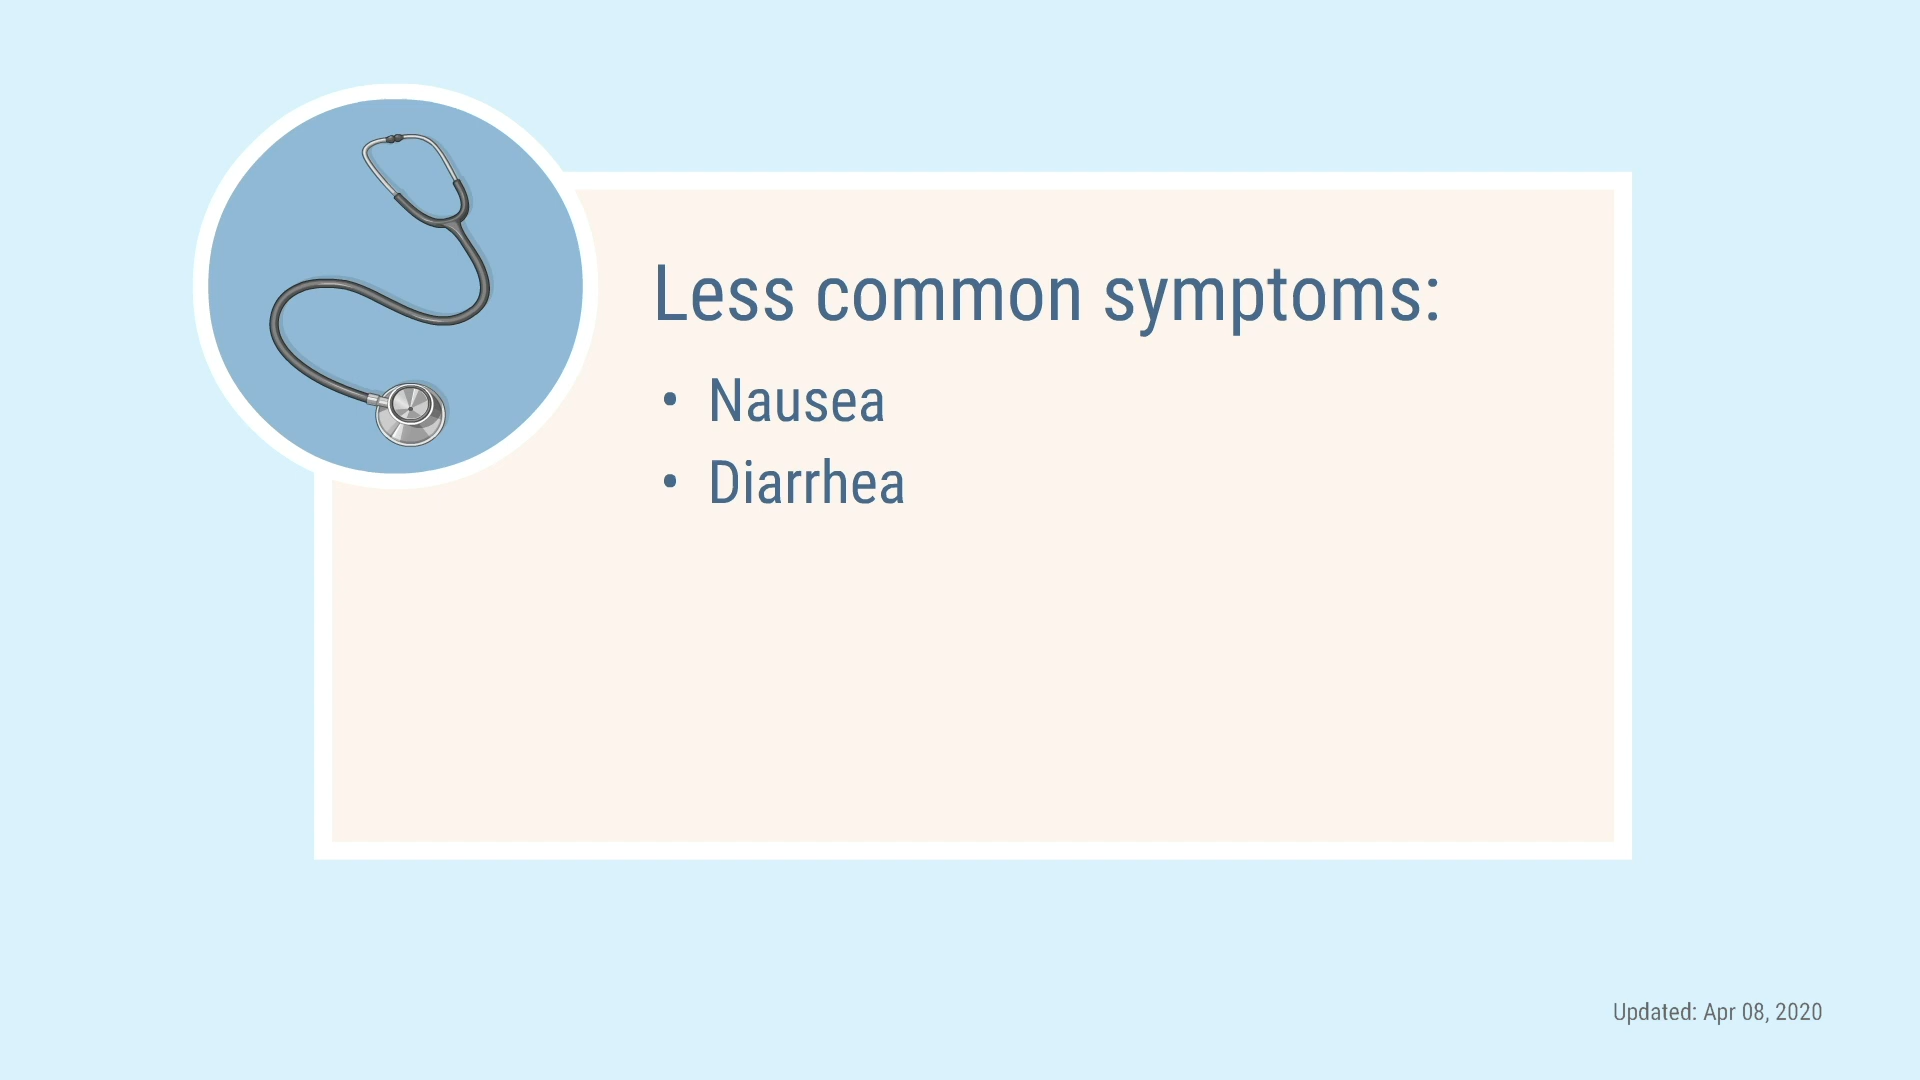 Less common symptoms:
• Nausea
• Diarrhea
Updated: Apr 08, 2020